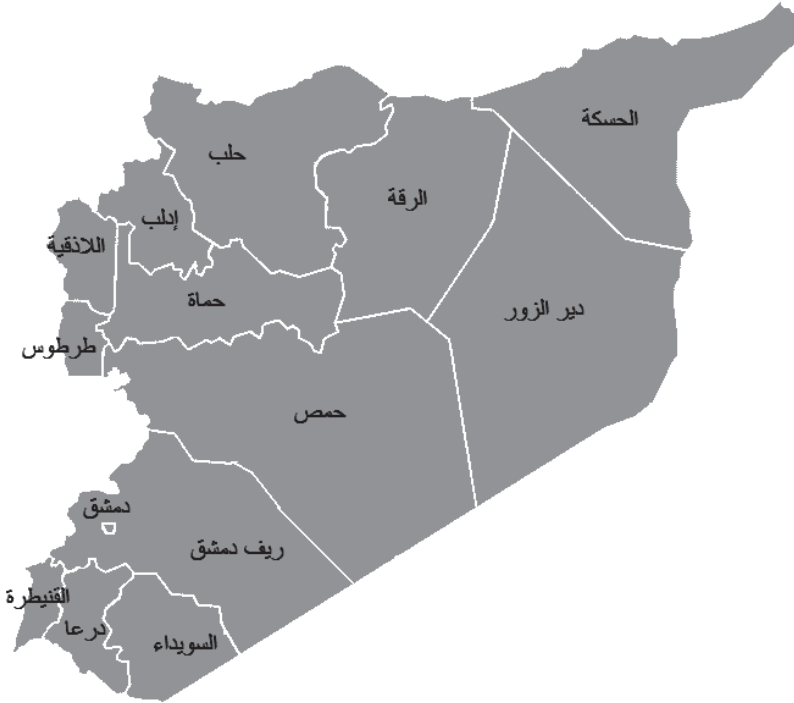 الحسكة
حلب
الرقة
إدلب
اللاذقية
حماة
دير الزور
طرطوس
حمص
دمشق
ريف دمشق
القنيطرة
درعا
السويداء